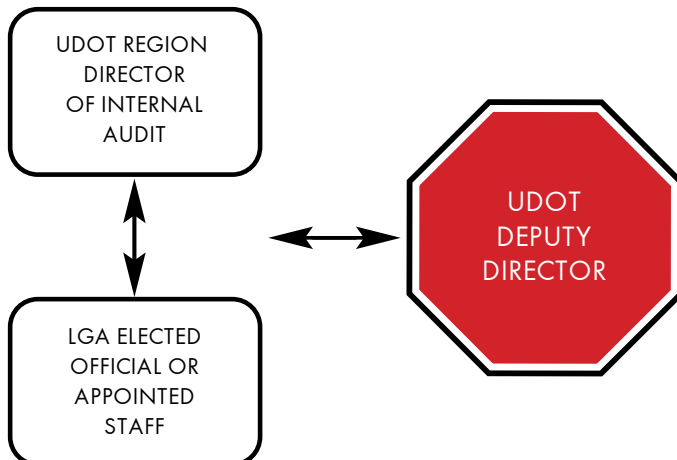 UDOT REGION
DIRECTOR
OF INTERNAL
AUDIT
UDOT
DEPUTY
DIRECTOR
LGA ELECTED
OFFICIAL OR
APPOINTED
STAFF